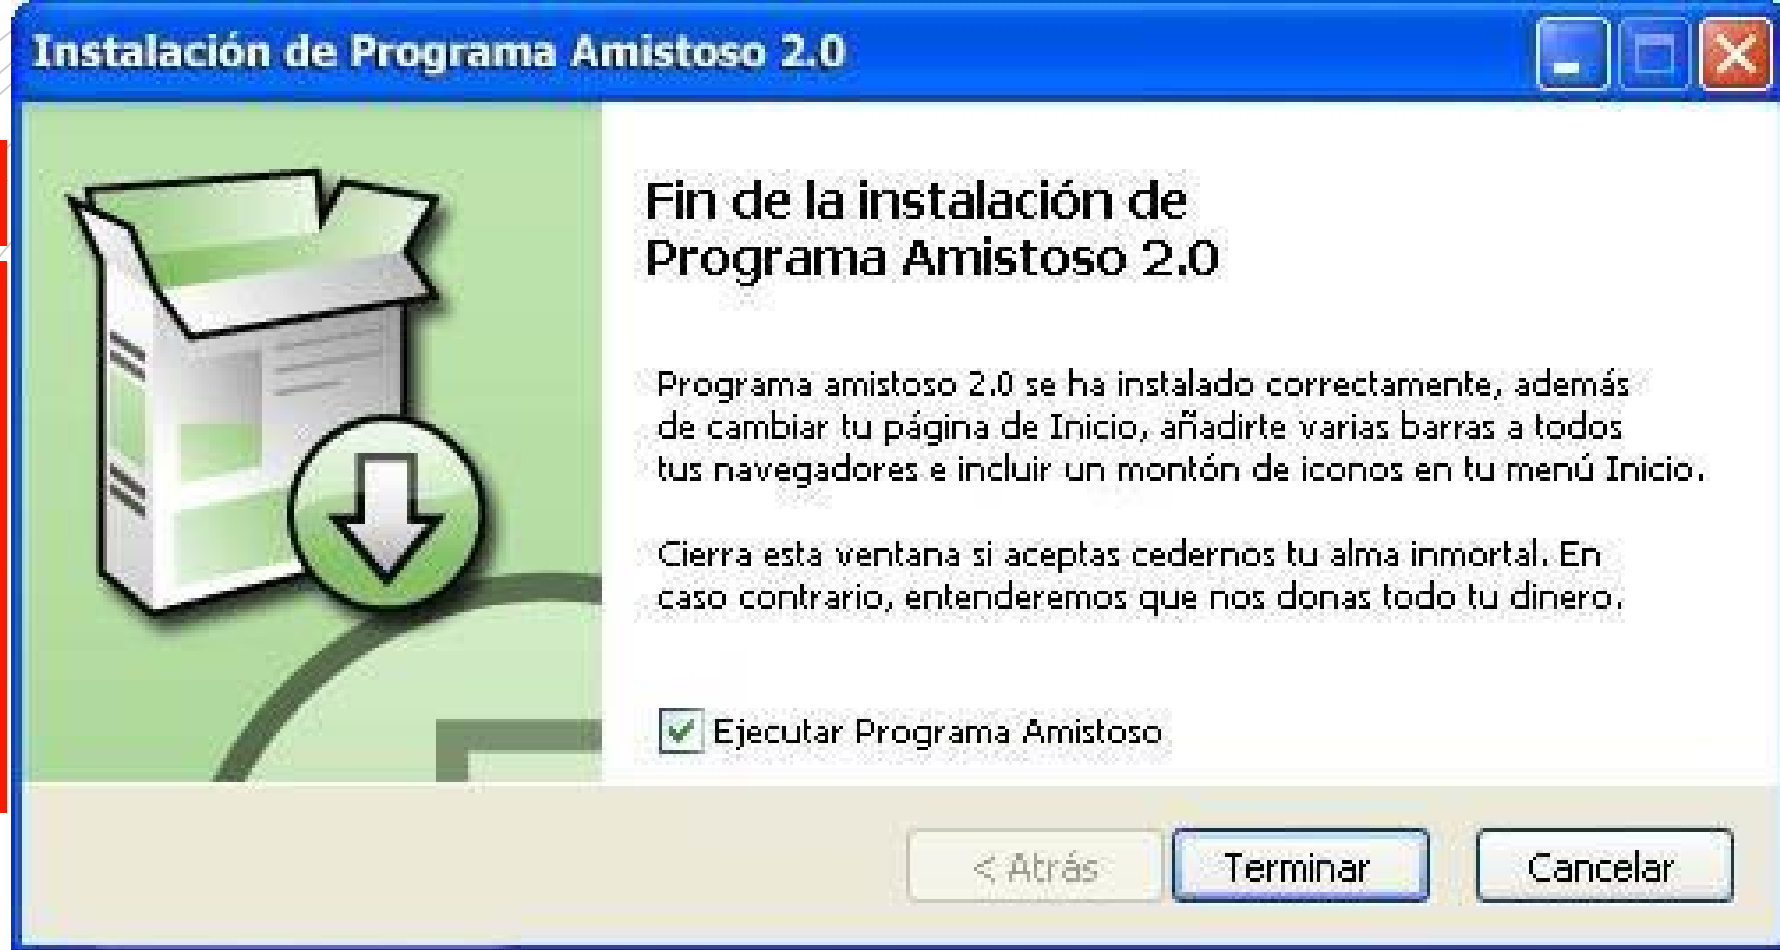 Instalación de Programa Amistoso 2.0
Fin de la instalación de
Programa Amistoso 2.0
Programa amistoso 2.0 se ha instalado correctamente, además
de cambiar tu página de Inicio, añadirte varias barras a todos
tus navegadores e incluir un montón de iconos en tu menú Inicio.
Cierra esta ventana si aceptas cedernos tu alma inmortal. En
caso contrario, entenderemos que nos donas todo tu dinero.
Ejecutar Programa Amistoso
< Atrás
Terminar
Cancelar